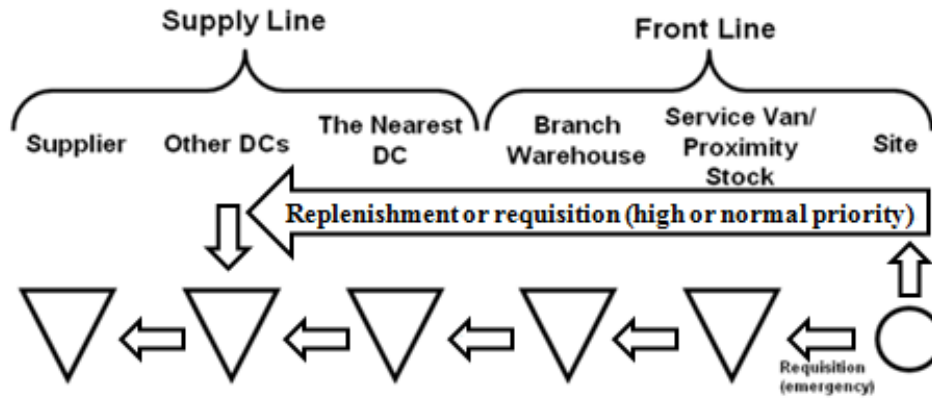 Supply Line
Front Line
Supplier
Other DCs
The Nearest
DC
Branch
Warehouse
Service Van/
Proximity
Stock
Site
Replenishment or requisition (high or normal priority)
Requisition
(emergency)